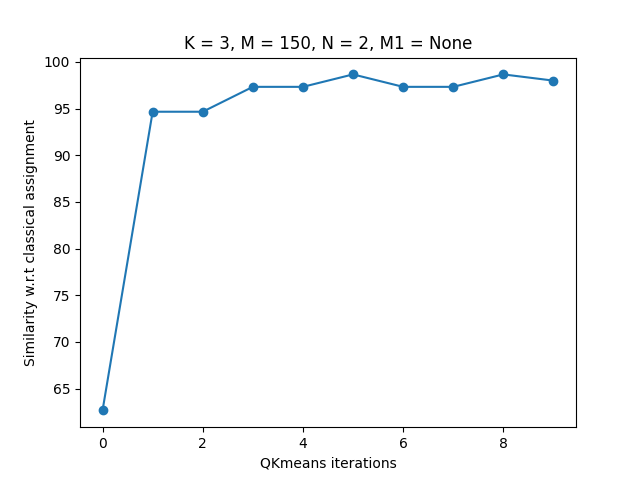 K = 3, M = 150, N = 2, M1 = None
100
95
90
85
80
75
70
65
Similarity w.r.t classical assignment
0 2 4 6 8
QKmeans iterations